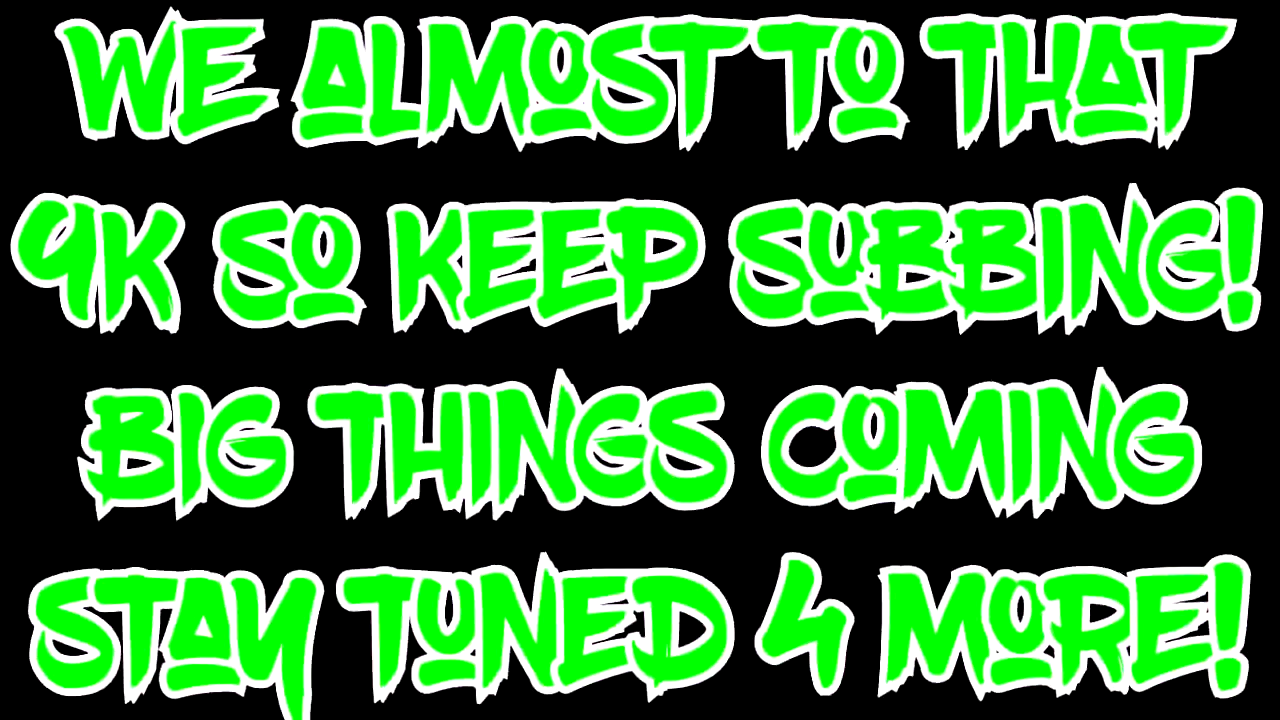 WE ALMOST TO THAT
9K SO KEEP SUBBING!
BIG THINGS COMING
STAY TUNED 4 MORE!